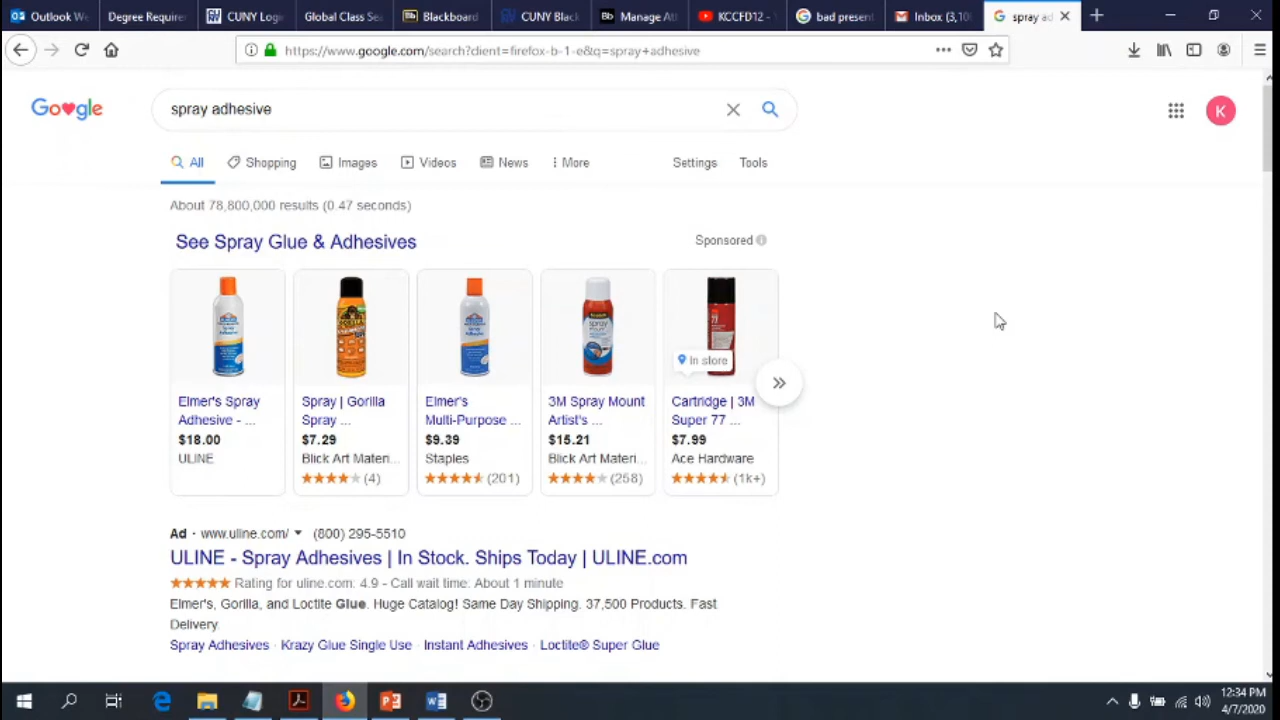 Outlook We
Degree Require
CUNY Logi
Global Class Se
Blackboard
CUNY Blac
Manage At
KCCFD12 -
bad present
Inbox (3,10
spray ad
https://www.google.com/search?client=firefox-b-1-e&q=spray+adhesive
spray adhesive
K
All
Shopping
Images
Videos
News
More
Settings
Tools
About 78,800,000 results (0.47 seconds)
See Spray Glue & Adhesives
Sponsored
In store
Elmer's Spray
Adhesive - ...
$18.00
ULINE
Spray | Gorilla
Spray ...
$7.29
Blick Art Materi...
(4)
Elmer's
Multi-Purpose ...
$9.39
Staples
(201)
3M Spray Mount
Artist's ...
$15.21
Blick Art Materi...
(258)
Cartridge | 3M
Super 77 ...
$7.99
Ace Hardware
(1k+)
Ad · www.uline.com/ (800) 295-5510
ULINE - Spray Adhesives | In Stock. Ships Today | ULINE.com
Rating for uline.com: 4.9 - Call wait time: About 1 minute
Elmer's, Gorilla, and Loctite Glue. Huge Catalog! Same Day Shipping. 37,500 Products. Fast
Delivery.
Spray Adhesives · Krazy Glue Single Use · Instant Adhesives · Loctite® Super Glue
12:34 PM
4/7/2020